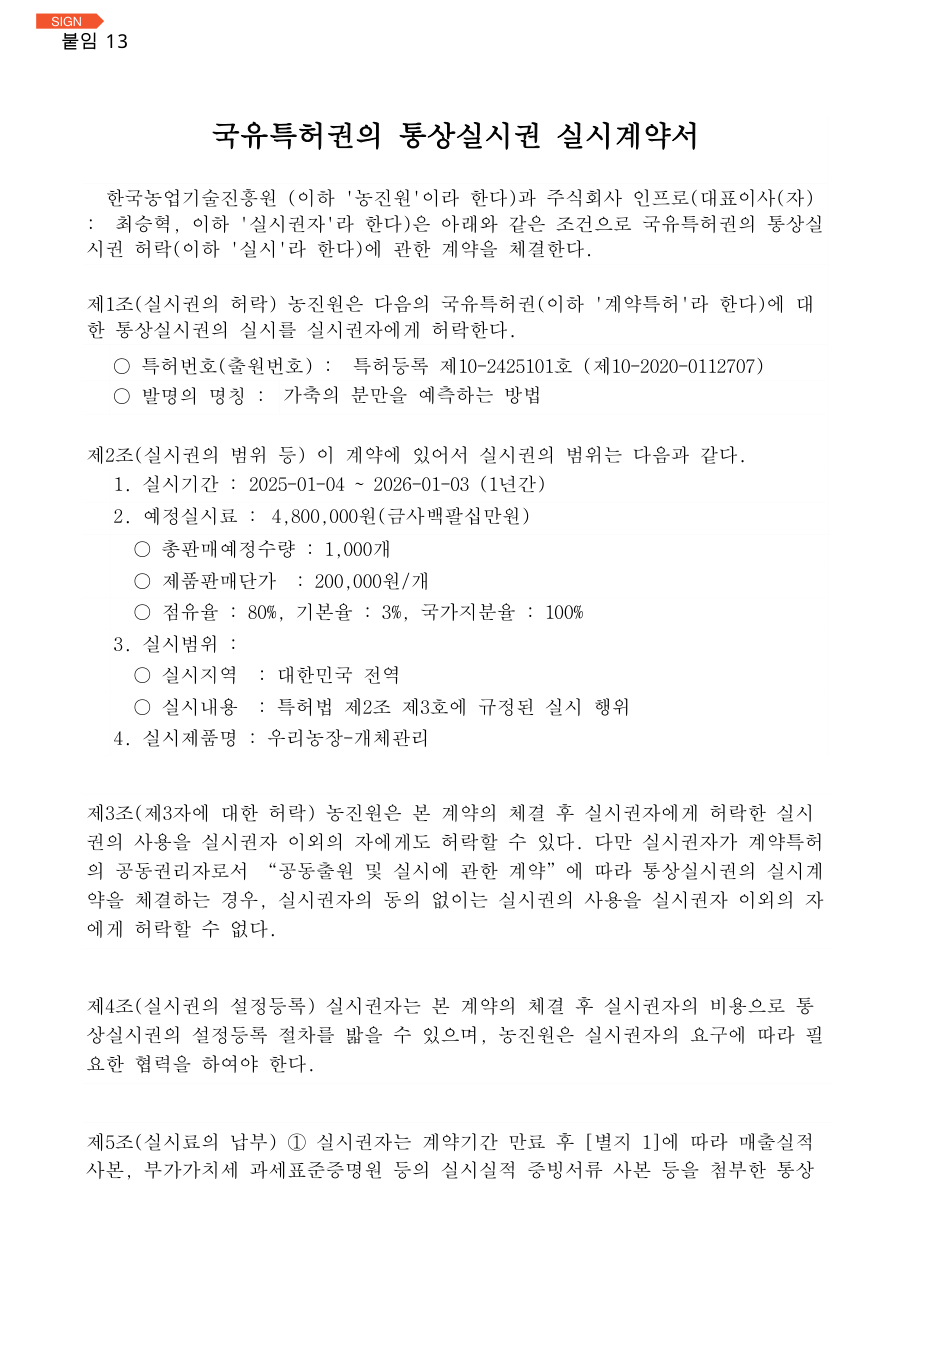 SIGN
붙임 13
국유특허권의 통상실시권 실시계약서
한국농업기술진흥원 (이하 '농진원'이라 한다)과 주식회사 인프로(대표이사(자)
: 최승혁, 이하 '실시권자'라 한다)은 아래와 같은 조건으로 국유특허권의 통상실
시권 허락(이하 '실시'라 한다)에 관한 계약을 체결한다.
제1조(실시권의 허락) 농진원은 다음의 국유특허권(이하 '계약특허'라 한다)에 대
한 통상실시권의 실시를 실시권자에게 허락한다.
○ 특허번호(출원번호) : 특허등록 제10-2425101호 (제10-2020-0112707)
○ 발명의 명칭 : 가축의 분만을 예측하는 방법
제2조(실시권의 범위 등) 이 계약에 있어서 실시권의 범위는 다음과 같다.
1. 실시기간 : 2025-01-04 ~ 2026-01-03 (1년간)
2. 예정실시료 : 4,800,000원(금사백팔십만원)
○ 총판매예정수량 : 1,000개
○ 제품판매단가 : 200,000원/개
○ 점유율 : 80%, 기본율 : 3%, 국가지분율 : 100%
3. 실시범위 :
○ 실시지역 : 대한민국 전역
○ 실시내용 : 특허법 제2조 제3호에 규정된 실시 행위
4. 실시제품명 : 우리농장-개체관리
제3조(제3자에 대한 허락) 농진원은 본 계약의 체결 후 실시권자에게 허락한 실시
권의 사용을 실시권자 이외의 자에게도 허락할 수 있다. 다만 실시권자가 계약특허
의 공동권리자로서 “공동출원 및 실시에 관한 계약”에 따라 통상실시권의 실시계
약을 체결하는 경우, 실시권자의 동의 없이는 실시권의 사용을 실시권자 이외의 자
에게 허락할 수 없다.
제4조(실시권의 설정등록) 실시권자는 본 계약의 체결 후 실시권자의 비용으로 통
상실시권의 설정등록 절차를 밟을 수 있으며, 농진원은 실시권자의 요구에 따라 필
요한 협력을 하여야 한다.
제5조(실시료의 납부) ① 실시권자는 계약기간 만료 후 [별지 1]에 따라 매출실적
사본, 부가가치세 과세표준증명원 등의 실시실적 증빙서류 사본 등을 첨부한 통상